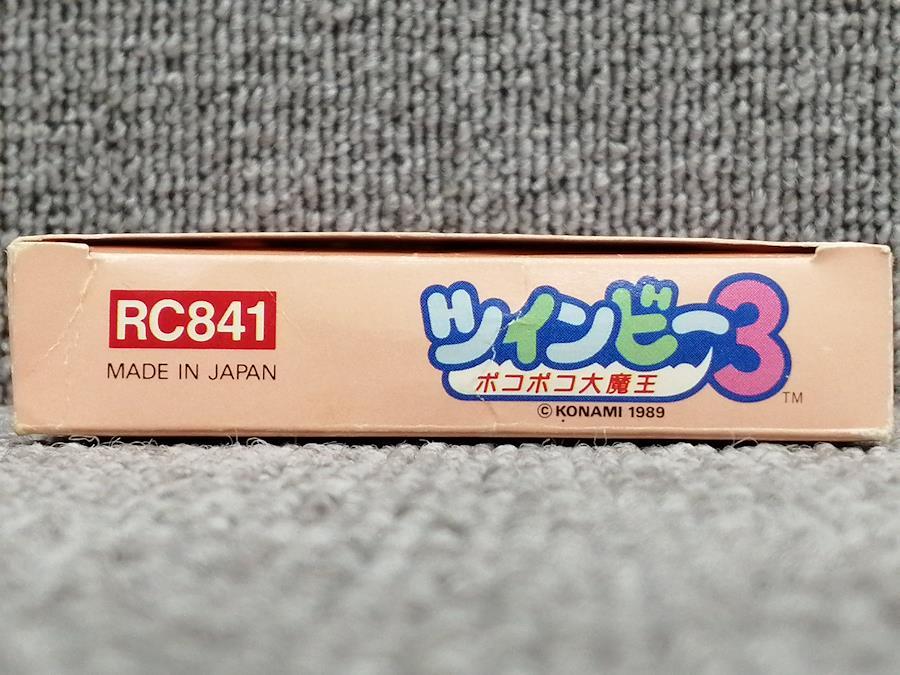 RC841
MADE IN JAPAN
ツインビー3
ポコポコ大魔王
TM
© KONAMI 1989